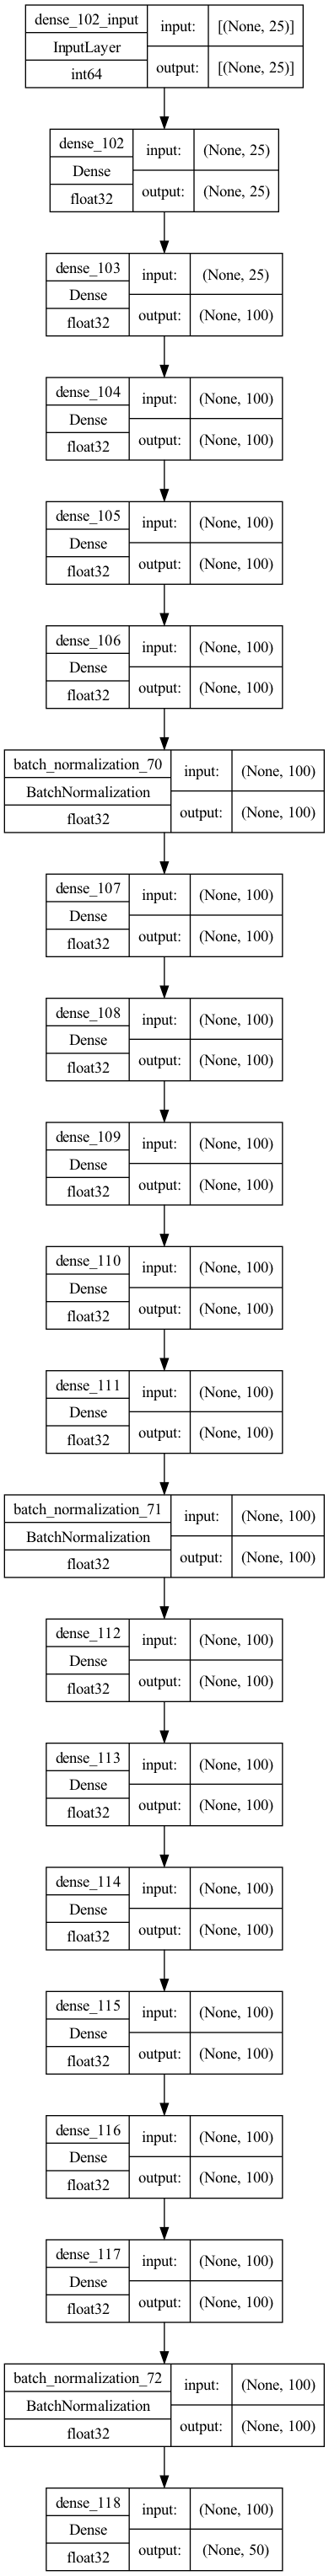 dense_102_input
InputLayer
int64
input:
[(None, 25)]
output:
[(None, 25)]
dense_102
Dense
float32
input:
(None, 25)
output:
(None, 25)
dense_103
Dense
float32
input:
(None, 25)
output:
(None, 100)
dense_104
Dense
float32
input:
(None, 100)
output:
(None, 100)
dense_105
Dense
float32
input:
(None, 100)
output:
(None, 100)
dense_106
Dense
float32
input:
(None, 100)
output:
(None, 100)
batch_normalization_70
BatchNormalization
float32
input:
(None, 100)
output:
(None, 100)
dense_107
Dense
float32
input:
(None, 100)
output:
(None, 100)
dense_108
Dense
float32
input:
(None, 100)
output:
(None, 100)
dense_109
Dense
float32
input:
(None, 100)
output:
(None, 100)
dense_110
Dense
float32
input:
(None, 100)
output:
(None, 100)
dense_111
Dense
float32
input:
(None, 100)
output:
(None, 100)
batch_normalization_71
BatchNormalization
float32
input:
(None, 100)
output:
(None, 100)
dense_112
Dense
float32
input:
(None, 100)
output:
(None, 100)
dense_113
Dense
float32
input:
(None, 100)
output:
(None, 100)
dense_114
Dense
float32
input:
(None, 100)
output:
(None, 100)
dense_115
Dense
float32
input:
(None, 100)
output:
(None, 100)
dense_116
Dense
float32
input:
(None, 100)
output:
(None, 100)
dense_117
Dense
float32
input:
(None, 100)
output:
(None, 100)
batch_normalization_72
BatchNormalization
float32
input:
(None, 100)
output:
(None, 100)
dense_118
Dense
float32
input:
(None, 100)
output:
(None, 50)